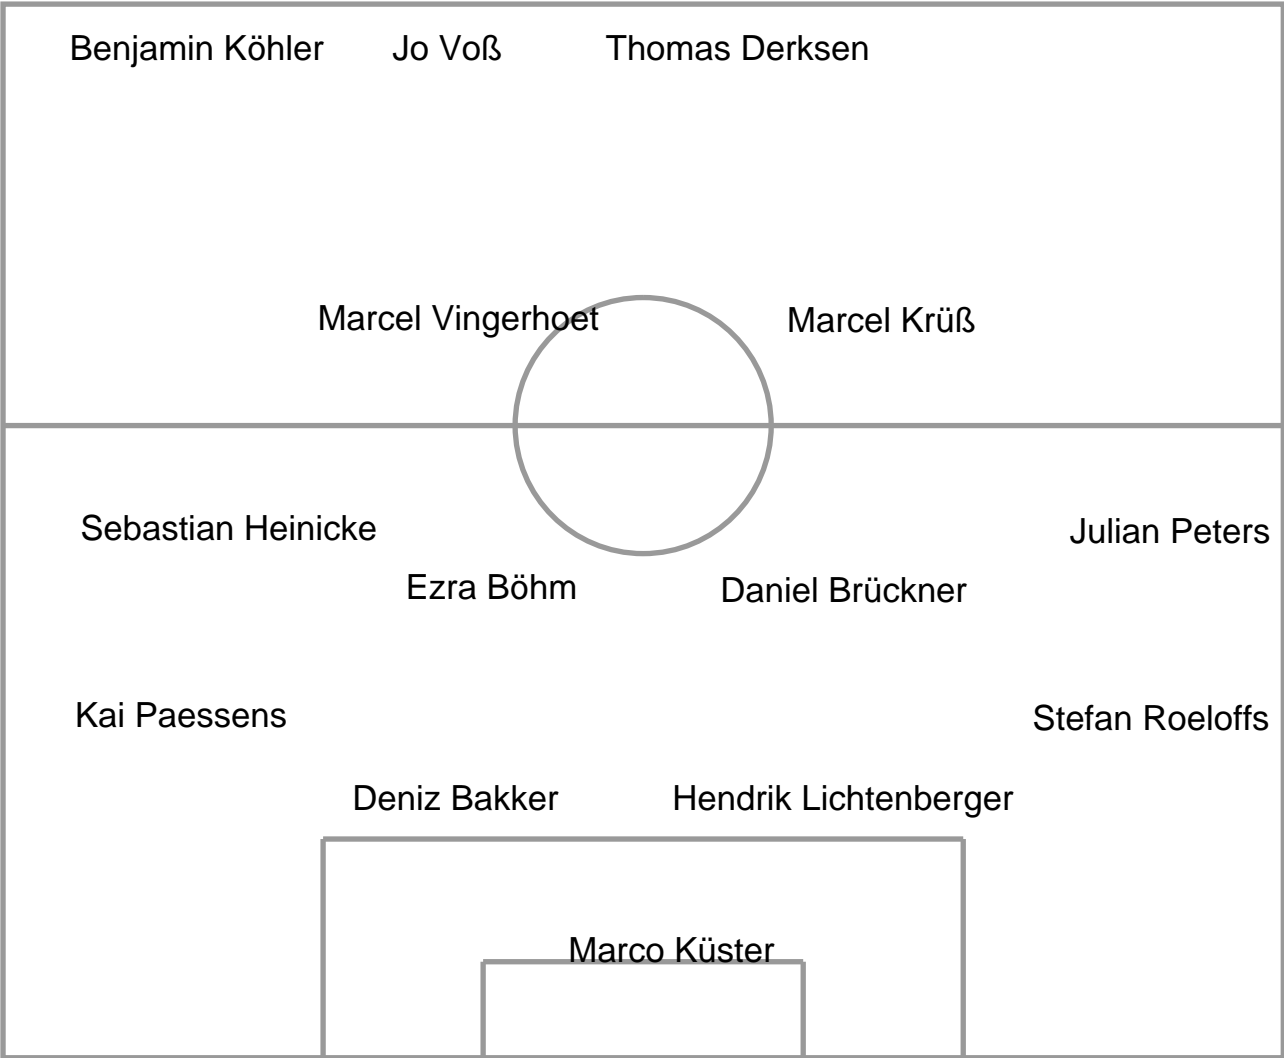 Benjamin Köhler Jo Voß Thomas Derksen
Marcel Vingerhoet Marcel Krüß
Sebastian Heinicke Julian Peters
Ezra Böhm Daniel Brückner
Kai Paessens Stefan Roeloffs
Deniz Bakker Hendrik Lichtenberger
Marco Küster